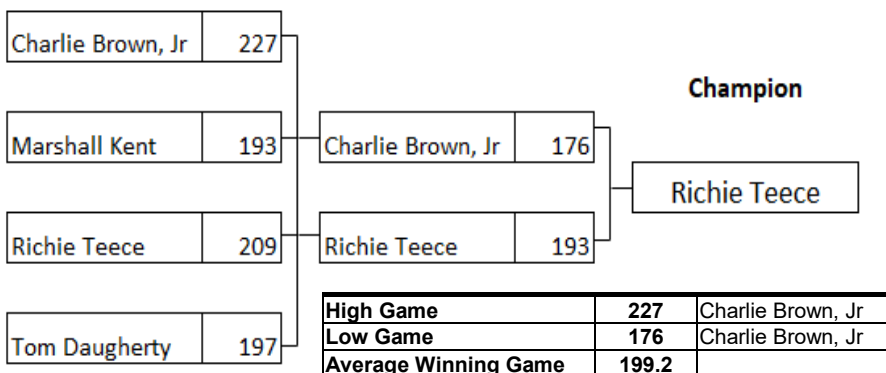 Charlie Brown, Jr 227
Champion
Marshall Kent 193 Charlie Brown, Jr 176
Richie Teece
Richie Teece 209 Richie Teece 193
High Game 227 Charlie Brown, Jr
Low Game 176 Charlie Brown, Jr
Tom Daugherty 197
Average Winning Game 199.2